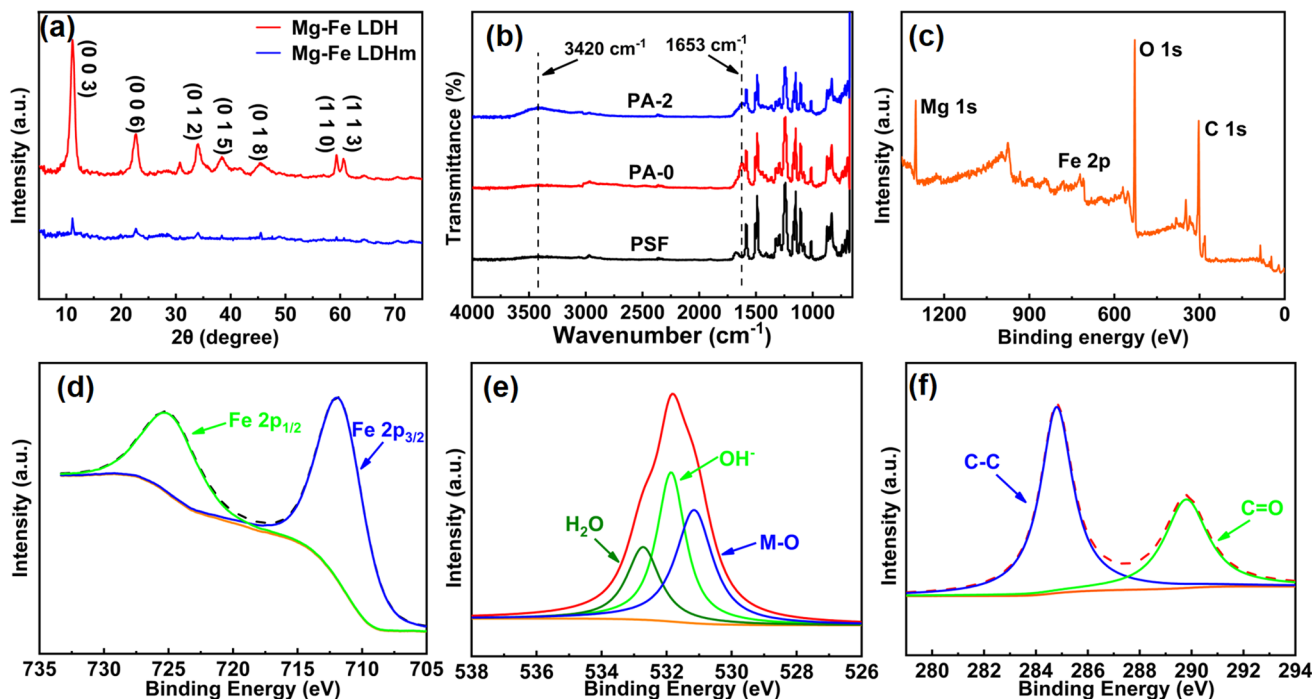 (a)
Mg-Fe LDH
Mg-Fe LDHm
(0 0 3)
(0 0 6)
(0 1 2)
(0 1 5)
(0 1 8)
(1 1 0)
(1 1 3)
Intensity (a.u.)
10 20 30 40 50 60 70
2θ (degree)
(b)
3420 cm⁻¹
1653 cm⁻¹
PA-2
PA-0
PSF
Transmittance (%)
4000 3500 3000 2500 2000 1500 1000
Wavenumber (cm⁻¹)
(c)
O 1s
Mg 1s
C 1s
Fe 2p
Intensity (a.u.)
1350 1200 1050 900 750 600 450 300 150 0
Binding energy (eV)
(d)
Fe 2p₁/₂
Fe 2p₃/₂
Intensity (a.u.)
735 730 725 720 715 710 705
Binding Energy (eV)
(e)
OH⁻
H₂O
M-O
Intensity (a.u.)
538 536 534 532 530 528 526
Binding Energy (eV)
(f)
C-C
C=O
Intensity (a.u.)
280 282 284 286 288 290 292 294
Binding Energy (eV)